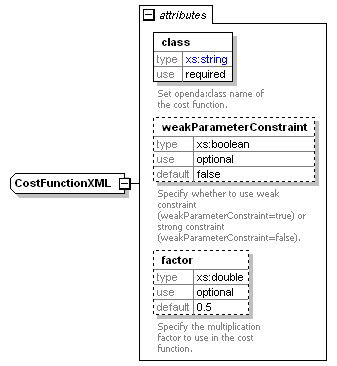 attributes
class
type xs:string
use required
Set openda:class name of
the cost function.
weakParameterConstraint
type xs:boolean
use optional
default false
Specify whether to use weak
constraint
(weakParameterConstraint=true) or
strong constraint
(weakParameterConstraint=false).
CostFunctionXML
factor
type xs:double
use optional
default 0.5
Specify the multiplication
factor to use in the cost
function.